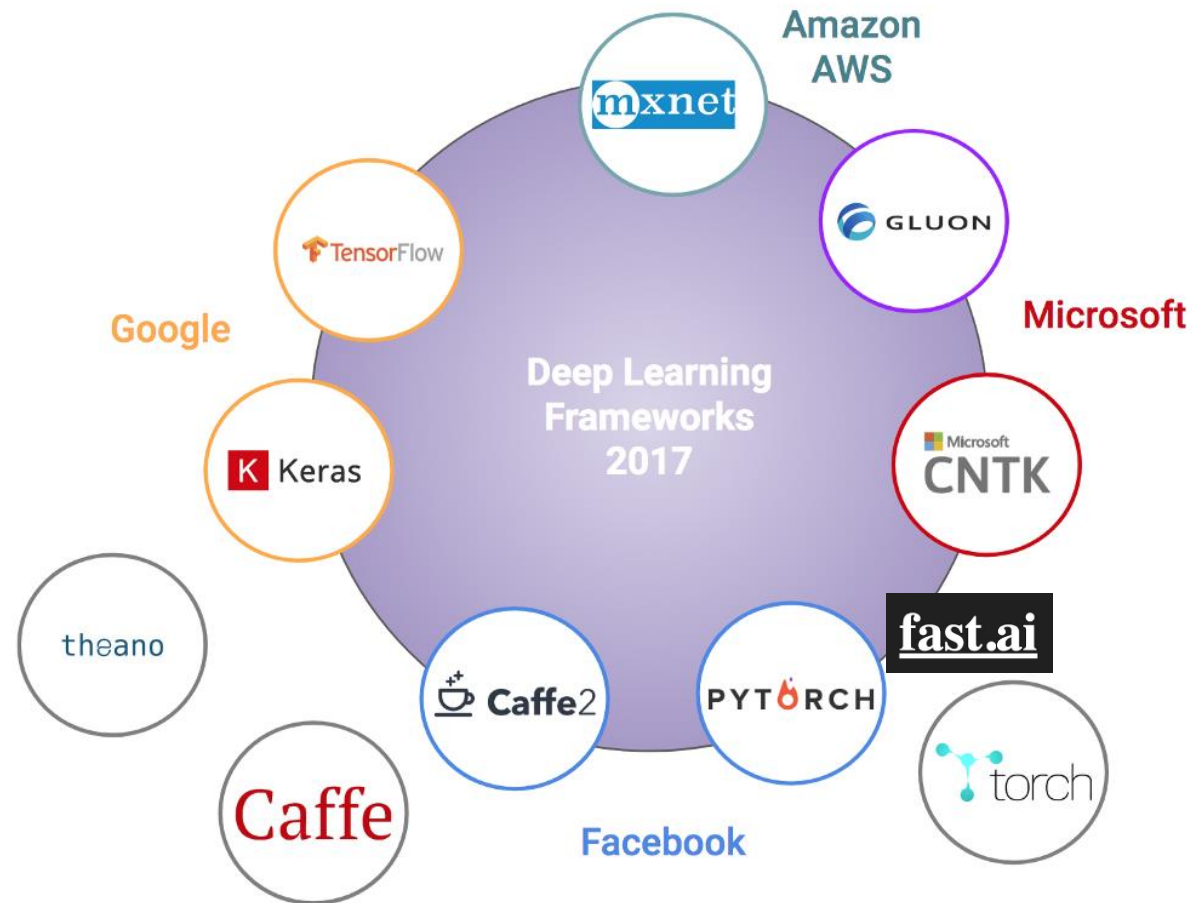 Amazon
AWS
mxnet
GLUON
TensorFlow
Google
Microsoft
Deep Learning
Frameworks
2017
K Keras
Microsoft
CNTK
fast.ai
theano
Caffe2
PYTORCH
torch
Caffe
Facebook